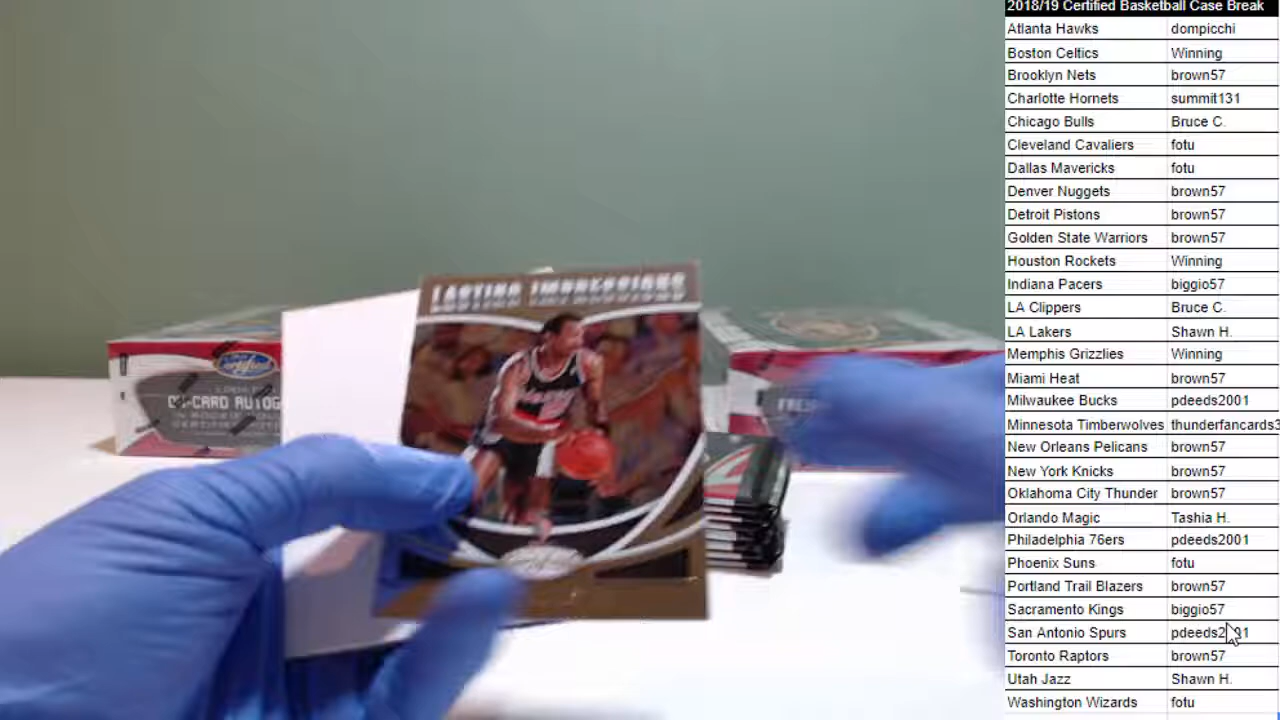 2018/19 Certified Basketball Case Break
Atlanta Hawks dompicchi
Boston Celtics Winning
Brooklyn Nets brown57
Charlotte Hornets summit131
Chicago Bulls Bruce C.
Cleveland Cavaliers fotu
Dallas Mavericks fotu
Denver Nuggets brown57
Detroit Pistons brown57
Golden State Warriors brown57
Houston Rockets Winning
Indiana Pacers biggio57
LA Clippers Bruce C.
LA Lakers Shawn H.
Memphis Grizzlies Winning
Miami Heat brown57
Milwaukee Bucks pdeeds2001
Minnesota Timberwolves thunderfancards3
New Orleans Pelicans brown57
New York Knicks brown57
Oklahoma City Thunder brown57
Orlando Magic Tashia H.
Philadelphia 76ers pdeeds2001
Phoenix Suns fotu
Portland Trail Blazers brown57
Sacramento Kings biggio57
San Antonio Spurs pdeeds2001
Toronto Raptors brown57
Utah Jazz Shawn H.
Washington Wizards fotu
LASTING IMPRESSIONS
ON-CARD AUTOG